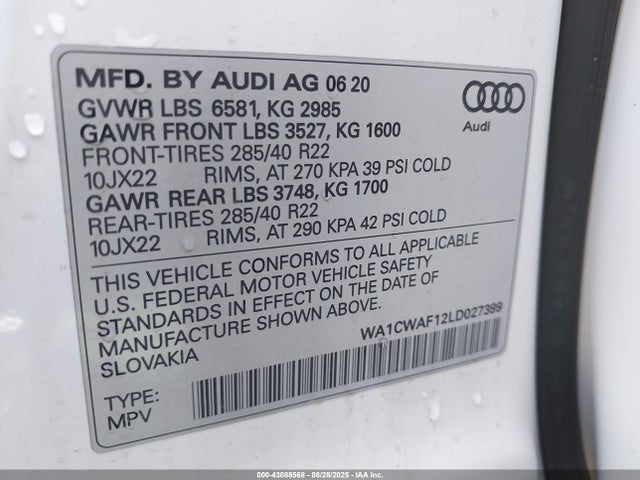 MFD. BY AUDI AG 06 20
GVWR LBS 6581, KG 2985
GAWR FRONT LBS 3527, KG 1600
FRONT-TIRES 285/40 R22
10JX22 RIMS, AT 270 KPA 39 PSI COLD
GAWR REAR LBS 3748, KG 1700
REAR-TIRES 285/40 R22
10JX22 RIMS, AT 290 KPA 42 PSI COLD
Audi
THIS VEHICLE CONFORMS TO ALL APPLICABLE
U.S. FEDERAL MOTOR VEHICLE SAFETY
STANDARDS IN EFFECT ON THE DATE OF
MANUFACTURE SHOWN ABOVE.
SLOVAKIA
WA1CWAF12LD027399
TYPE:
MPV
000-43088568 - 08/28/2025 - IAA Inc.